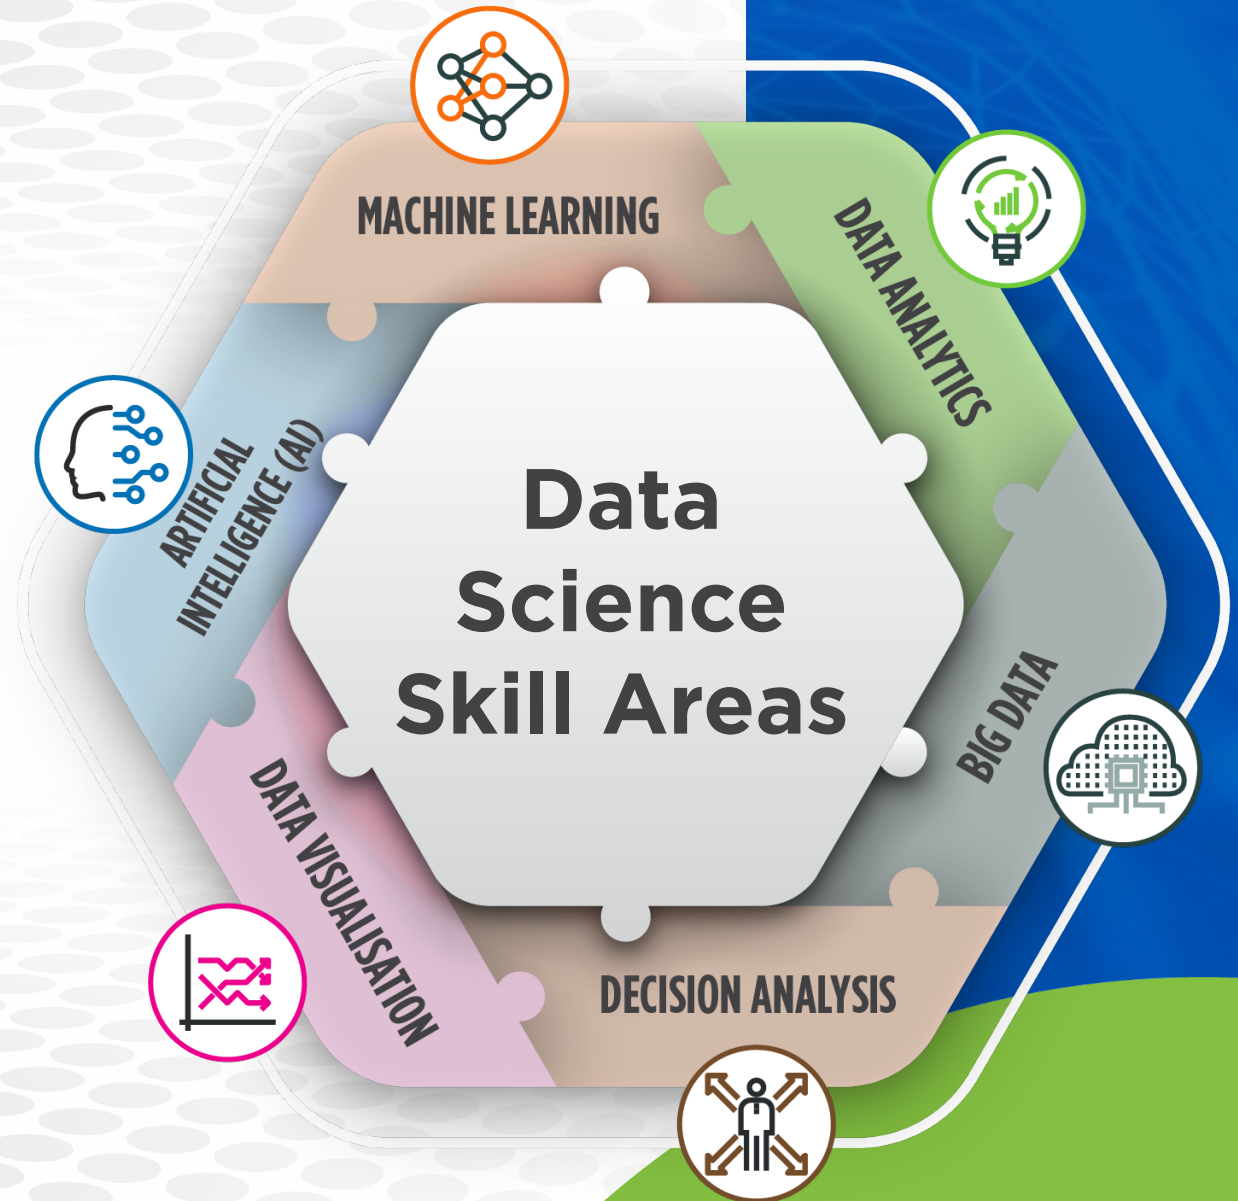 MACHINE LEARNING
DATA ANALYTICS
ARTIFICIAL
INTELLIGENCE (AI)
Data
Science
Skill Areas
BIG DATA
DATA VISUALISATION
DECISION ANALYSIS